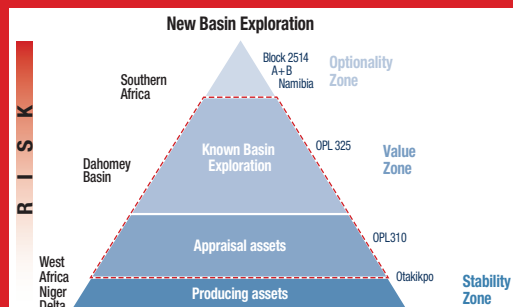 New Basin Exploration
RISK
Southern
Africa
Block 2514
A+B
Namibia
Optionality
Zone
Dahomey
Basin
Known Basin
Exploration
OPL 325
Value
Zone
Appraisal assets
OPL310
West
Africa
Niger
Delta
Producing assets
Otakikpo
Stability
Zone